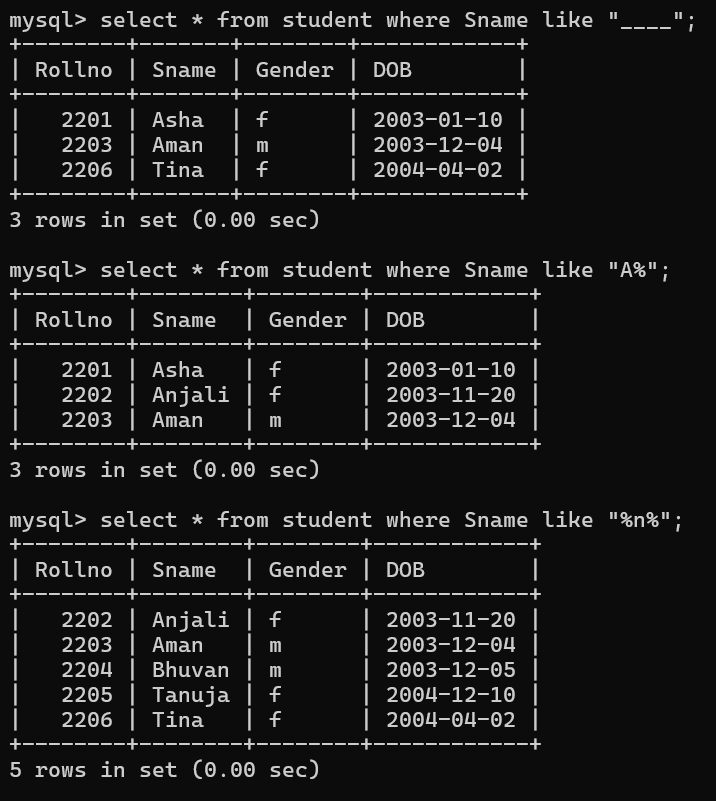 mysql> select * from student where Sname like "____";
+--------+-------+--------+------------+
| Rollno | Sname | Gender | DOB        |
+--------+-------+--------+------------+
|   2201 | Asha  | f      | 2003-01-10 |
|   2203 | Aman  | m      | 2003-12-04 |
|   2206 | Tina  | f      | 2004-04-02 |
+--------+-------+--------+------------+
3 rows in set (0.00 sec)

mysql> select * from student where Sname like "A%";
+--------+--------+--------+------------+
| Rollno | Sname  | Gender | DOB        |
+--------+--------+--------+------------+
|   2201 | Asha   | f      | 2003-01-10 |
|   2202 | Anjali | f      | 2003-11-20 |
|   2203 | Aman   | m      | 2003-12-04 |
+--------+--------+--------+------------+
3 rows in set (0.00 sec)

mysql> select * from student where Sname like "%n%";
+--------+--------+--------+------------+
| Rollno | Sname  | Gender | DOB        |
+--------+--------+--------+------------+
|   2202 | Anjali | f      | 2003-11-20 |
|   2203 | Aman   | m      | 2003-12-04 |
|   2204 | Bhuvan | m      | 2003-12-05 |
|   2205 | Tanuja | f      | 2004-12-10 |
|   2206 | Tina   | f      | 2004-04-02 |
+--------+--------+--------+------------+
5 rows in set (0.00 sec)